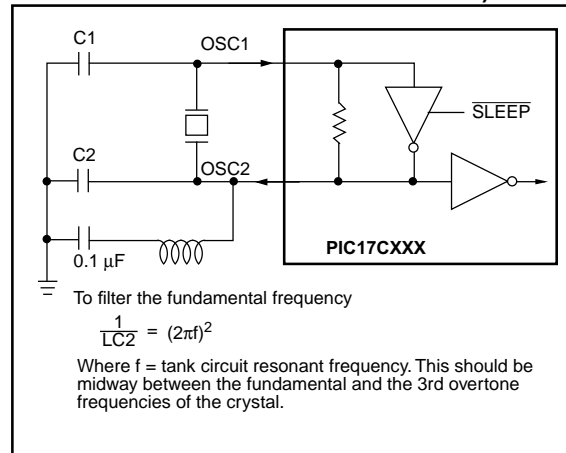 C1
OSC1
SLEEP
C2
OSC2
0.1 μF
PIC17CXXX
To filter the fundamental frequency
1/LC2 = (2πf)²
Where f = tank circuit resonant frequency. This should be
midway between the fundamental and the 3rd overtone
frequencies of the crystal.